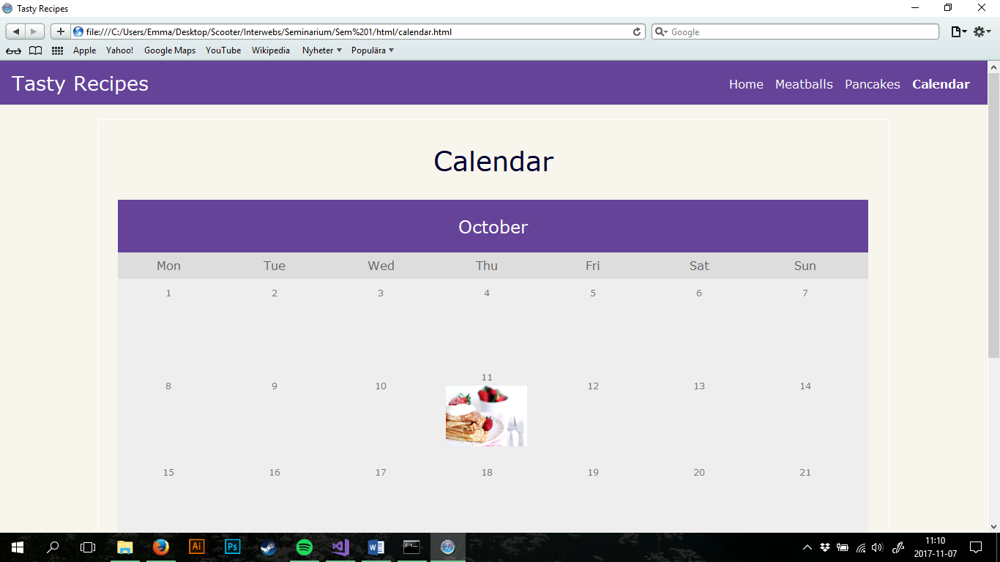 Tasty Recipes
file:///C:/Users/Emma/Desktop/Scooter/Interwebs/Seminarium/Sem%201/html/calendar.html
Google
Apple Yahoo! Google Maps YouTube Wikipedia Nyheter Populära
Tasty Recipes Home Meatballs Pancakes Calendar
Calendar
October
Mon Tue Wed Thu Fri Sat Sun
1 2 3 4 5 6 7
8 9 10 11 12 13 14
15 16 17 18 19 20 21
Ai Ps
11:10
2017-11-07